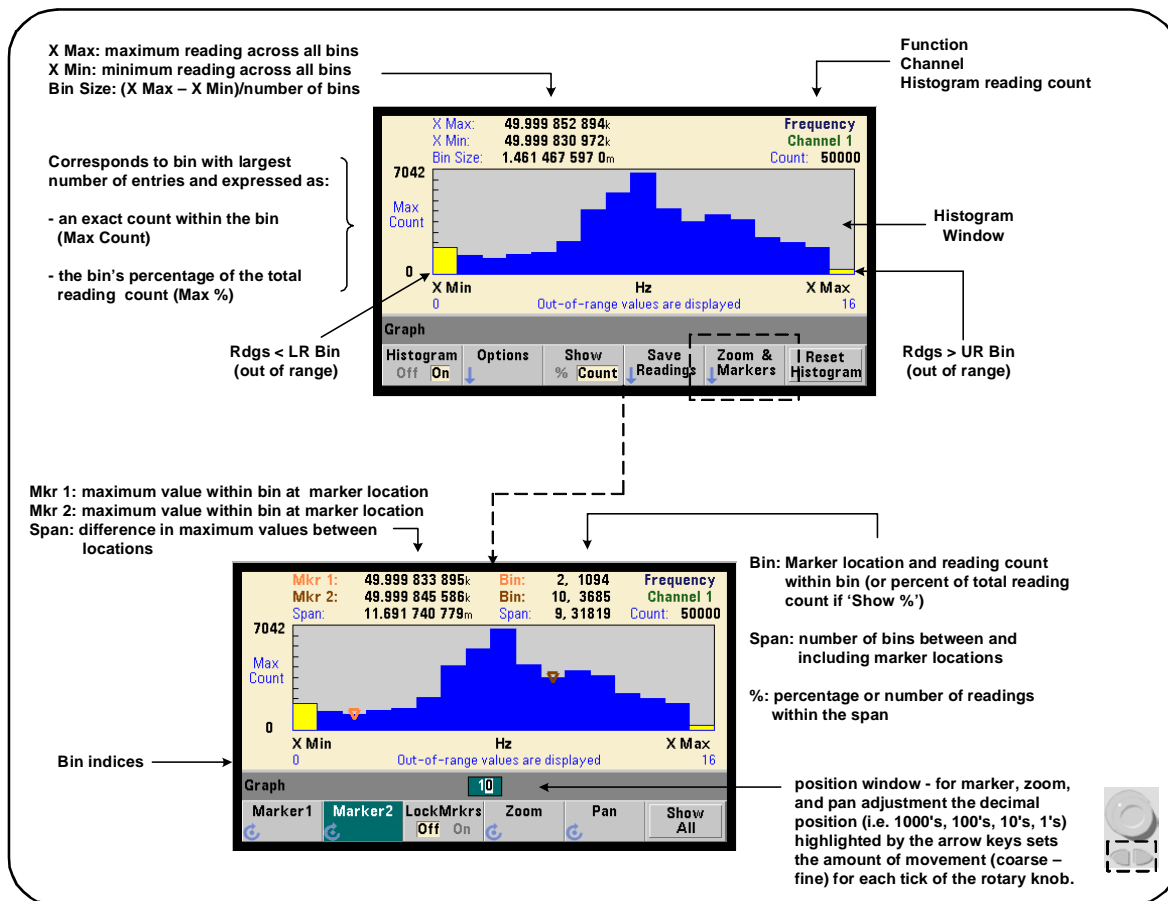 X Max: maximum reading across all bins
X Min: minimum reading across all bins
Bin Size: (X Max – X Min)/number of bins
Function
Channel
Histogram reading count
X Max: 49.999 852 894k Frequency
X Min: 49.999 830 972k Channel 1
Bin Size: 1.461 467 597 0m Count: 50000
7042
Max
Count
0
X Min Hz X Max
0 Out-of-range values are displayed 16
Graph
Histogram Off On
Options
Show % Count
Save Readings
Zoom & Markers
Reset Histogram
Corresponds to bin with largest
number of entries and expressed as:
- an exact count within the bin
(Max Count)
- the bin's percentage of the total
reading count (Max %)
Histogram
Window
Rdgs < LR Bin
(out of range)
Rdgs > UR Bin
(out of range)
Mkr 1: maximum value within bin at marker location
Mkr 2: maximum value within bin at marker location
Span: difference in maximum values between
locations
Mkr 1: 49.999 833 895k Bin: 2, 1094 Frequency
Mkr 2: 49.999 845 586k Bin: 10, 3685 Channel 1
Span: 11.691 740 779m Span: 9, 31819 Count: 50000
7042
Max
Count
0
X Min Hz X Max
0 Out-of-range values are displayed 16
Graph 10
Marker1
Marker2
LockMrkrs Off On
Zoom
Pan
Show All
Bin indices
Bin: Marker location and reading count
within bin (or percent of total reading
count if 'Show %')
Span: number of bins between and
including marker locations
%: percentage or number of readings
within the span
position window - for marker, zoom,
and pan adjustment the decimal
position (i.e. 1000's, 100's, 10's, 1's)
highlighted by the arrow keys sets
the amount of movement (coarse –
fine) for each tick of the rotary knob.